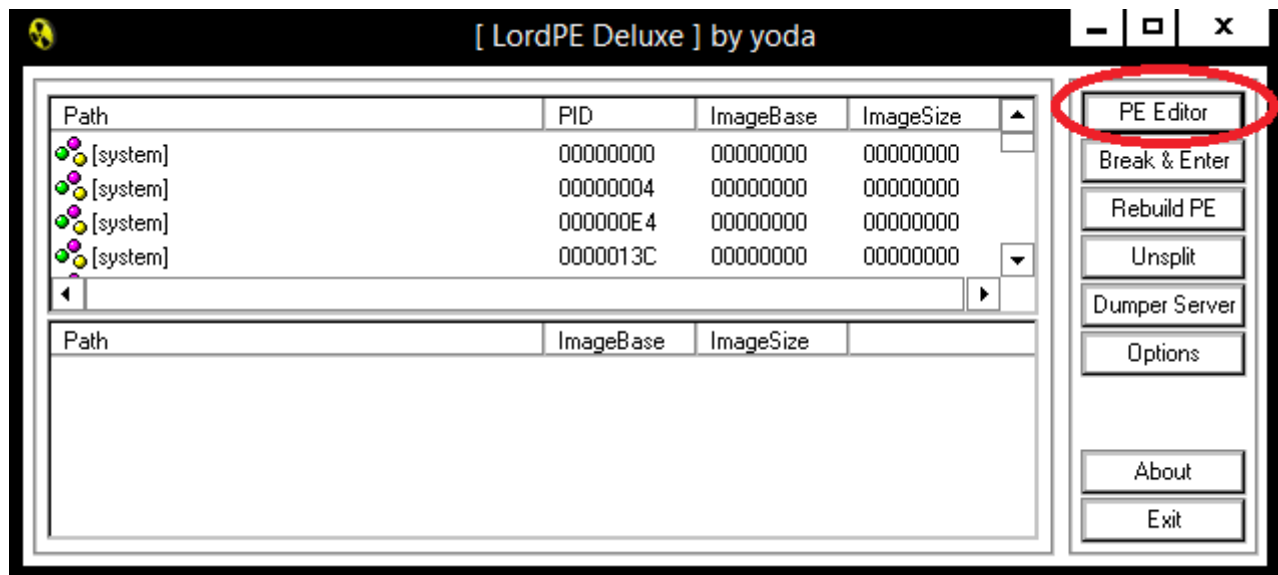 [ LordPE Deluxe ] by yoda
Path PID ImageBase ImageSize
[system] 00000000 00000000 00000000
[system] 00000004 00000000 00000000
[system] 000000E4 00000000 00000000
[system] 0000013C 00000000 00000000
Path ImageBase ImageSize
PE Editor
Break & Enter
Rebuild PE
Unsplit
Dumper Server
Options
About
Exit